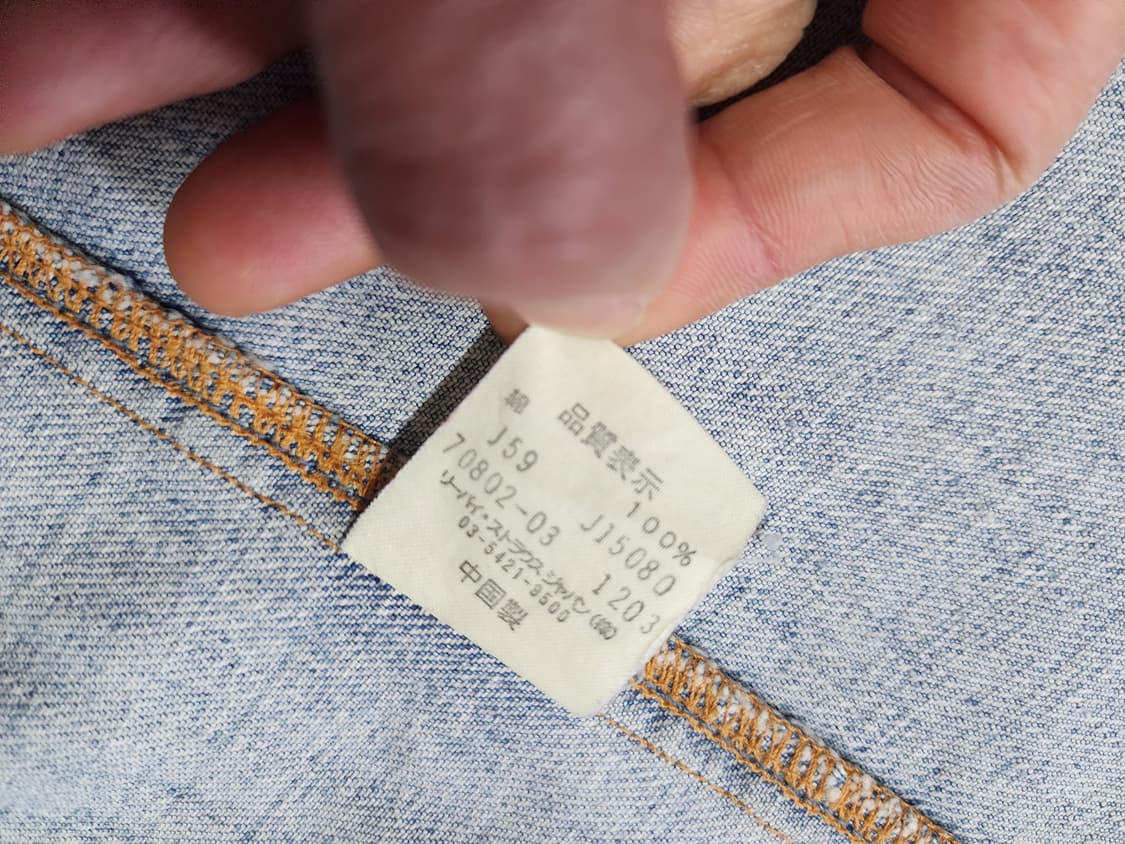 品質表示
綿 100%
J59 J15080
70802-03 1203
リーバイ・ストラウス ジャパン(株)
03-5421-9500
中国製